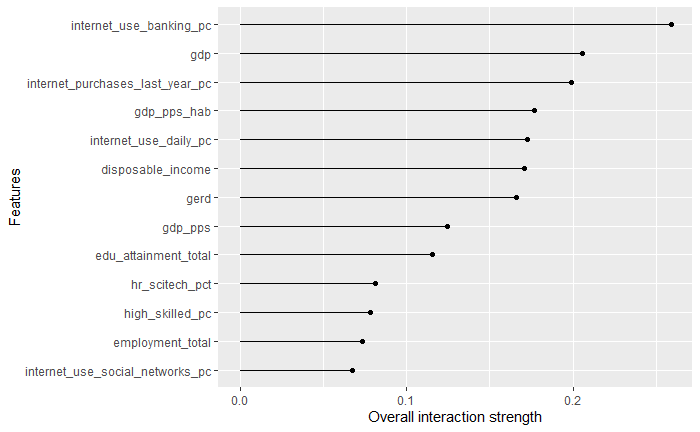 internet_use_banking_pc
gdp
internet_purchases_last_year_pc
gdp_pps_hab
internet_use_daily_pc
disposable_income
gerd
gdp_pps
edu_attainment_total
hr_scitech_pct
high_skilled_pc
employment_total
internet_use_social_networks_pc
Features
0.0 0.1 0.2
Overall interaction strength